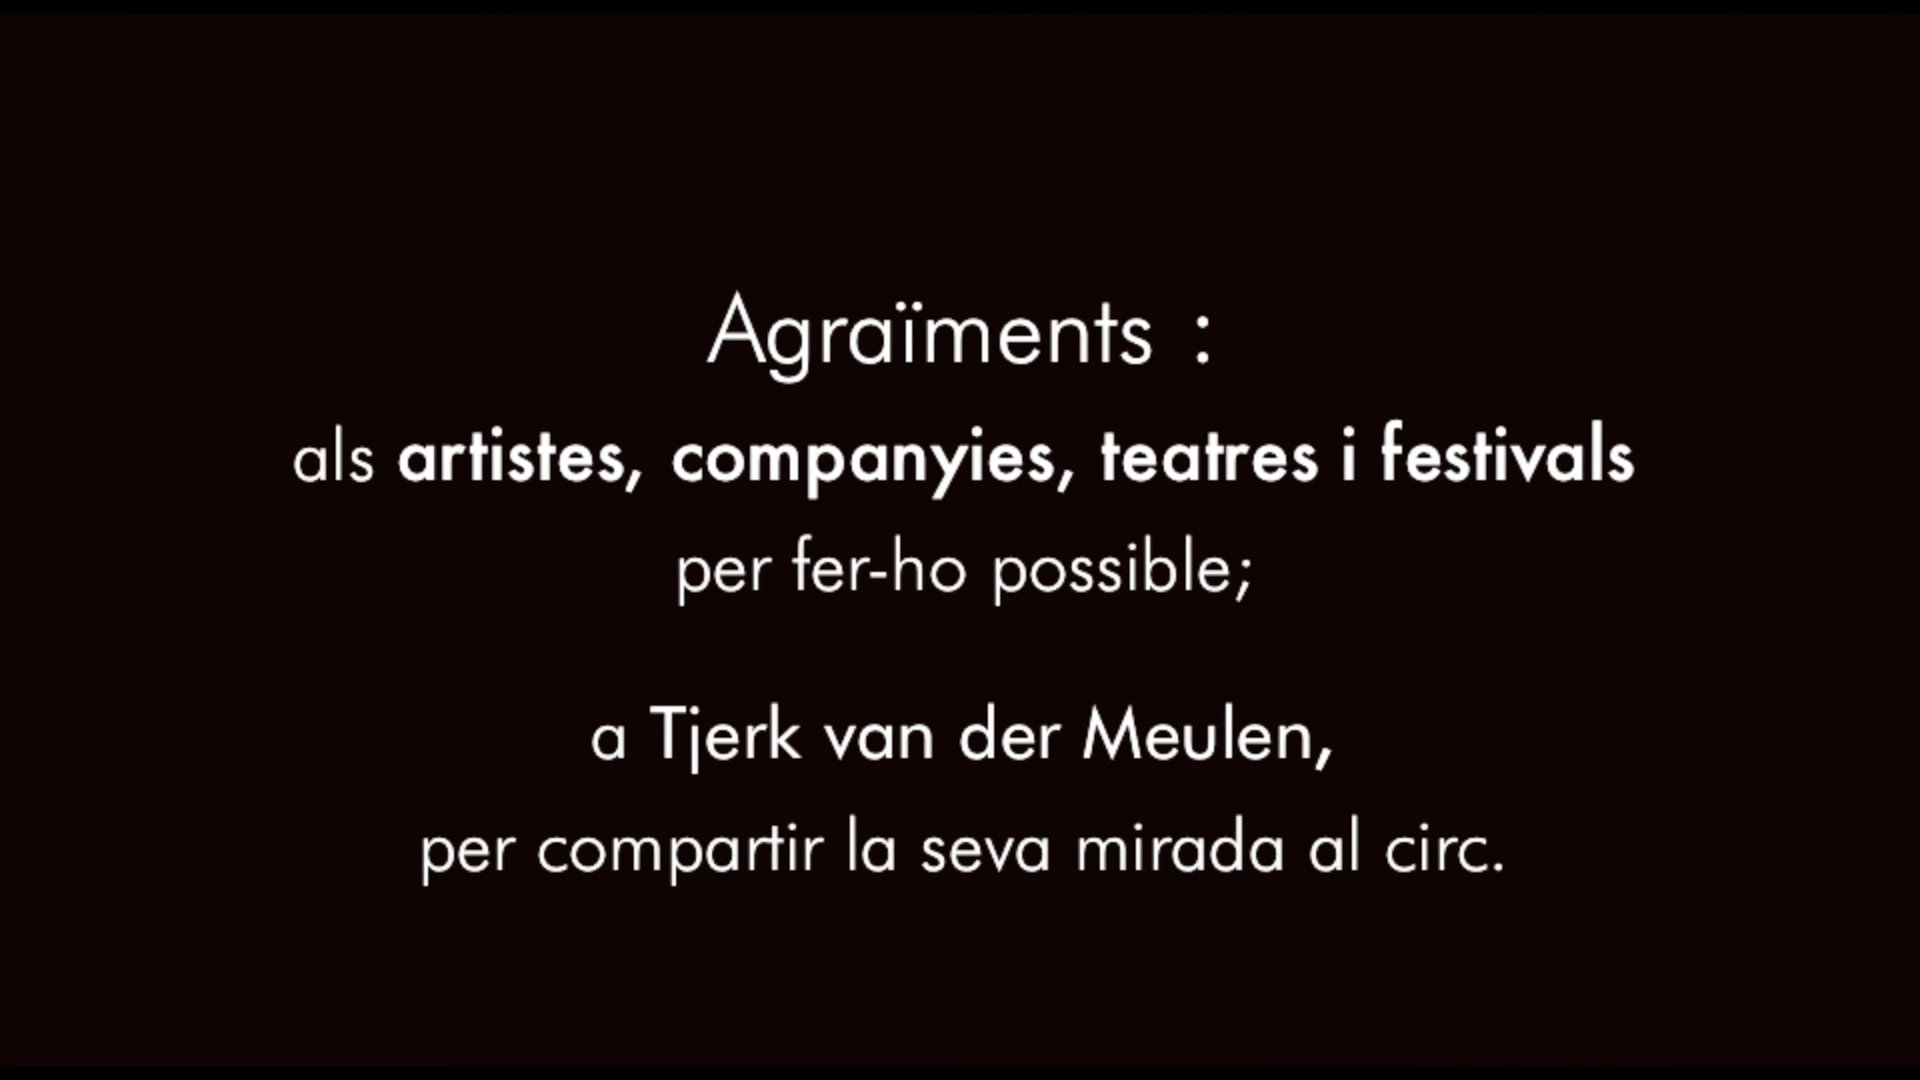 Agraïments :
als artistes, companyies, teatres i festivals
per fer-ho possible;
a Tjerk van der Meulen,
per compartir la seva mirada al circ.